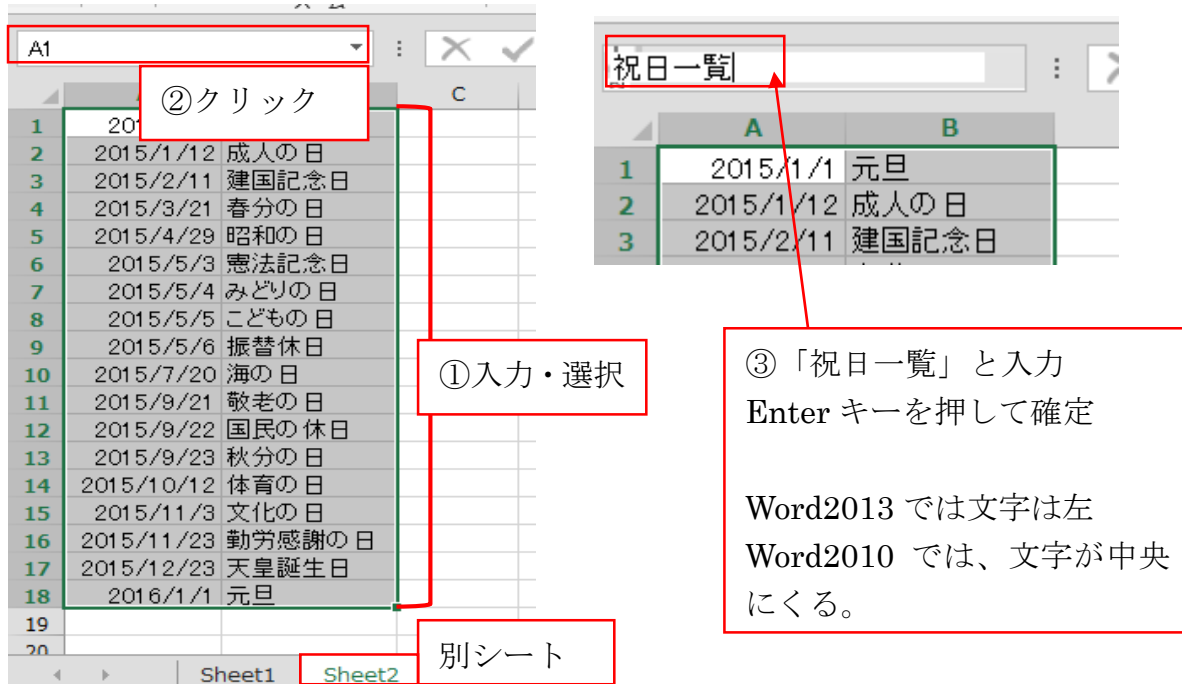 A1
②クリック
C
1 201
2 2015/1/12 成人の日
3 2015/2/11 建国記念日
4 2015/3/21 春分の日
5 2015/4/29 昭和の日
6 2015/5/3 憲法記念日
7 2015/5/4 みどりの日
8 2015/5/5 こどもの日
9 2015/5/6 振替休日
10 2015/7/20 海の日
11 2015/9/21 敬老の日
12 2015/9/22 国民の休日
13 2015/9/23 秋分の日
14 2015/10/12 体育の日
15 2015/11/3 文化の日
16 2015/11/23 勤労感謝の日
17 2015/12/23 天皇誕生日
18 2016/1/1 元旦
19
20
①入力・選択
別シート
Sheet1 Sheet2
祝日一覧
A B
1 2015/1/1 元旦
2 2015/1/12 成人の日
3 2015/2/11 建国記念日
③「祝日一覧」と入力
Enter キーを押して確定
Word2013 では文字は左
Word2010 では、文字が中央
にくる。